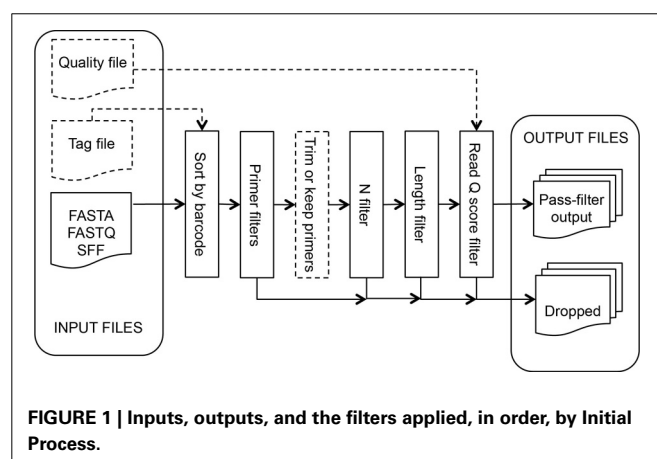 Quality file
Tag file
FASTA
FASTQ
SFF
INPUT FILES
Sort by barcode
Primer filters
Trim or keep primers
N filter
Length filter
Read Q score filter
OUTPUT FILES
Pass-filter
output
Dropped
FIGURE 1 | Inputs, outputs, and the filters applied, in order, by Initial
Process.